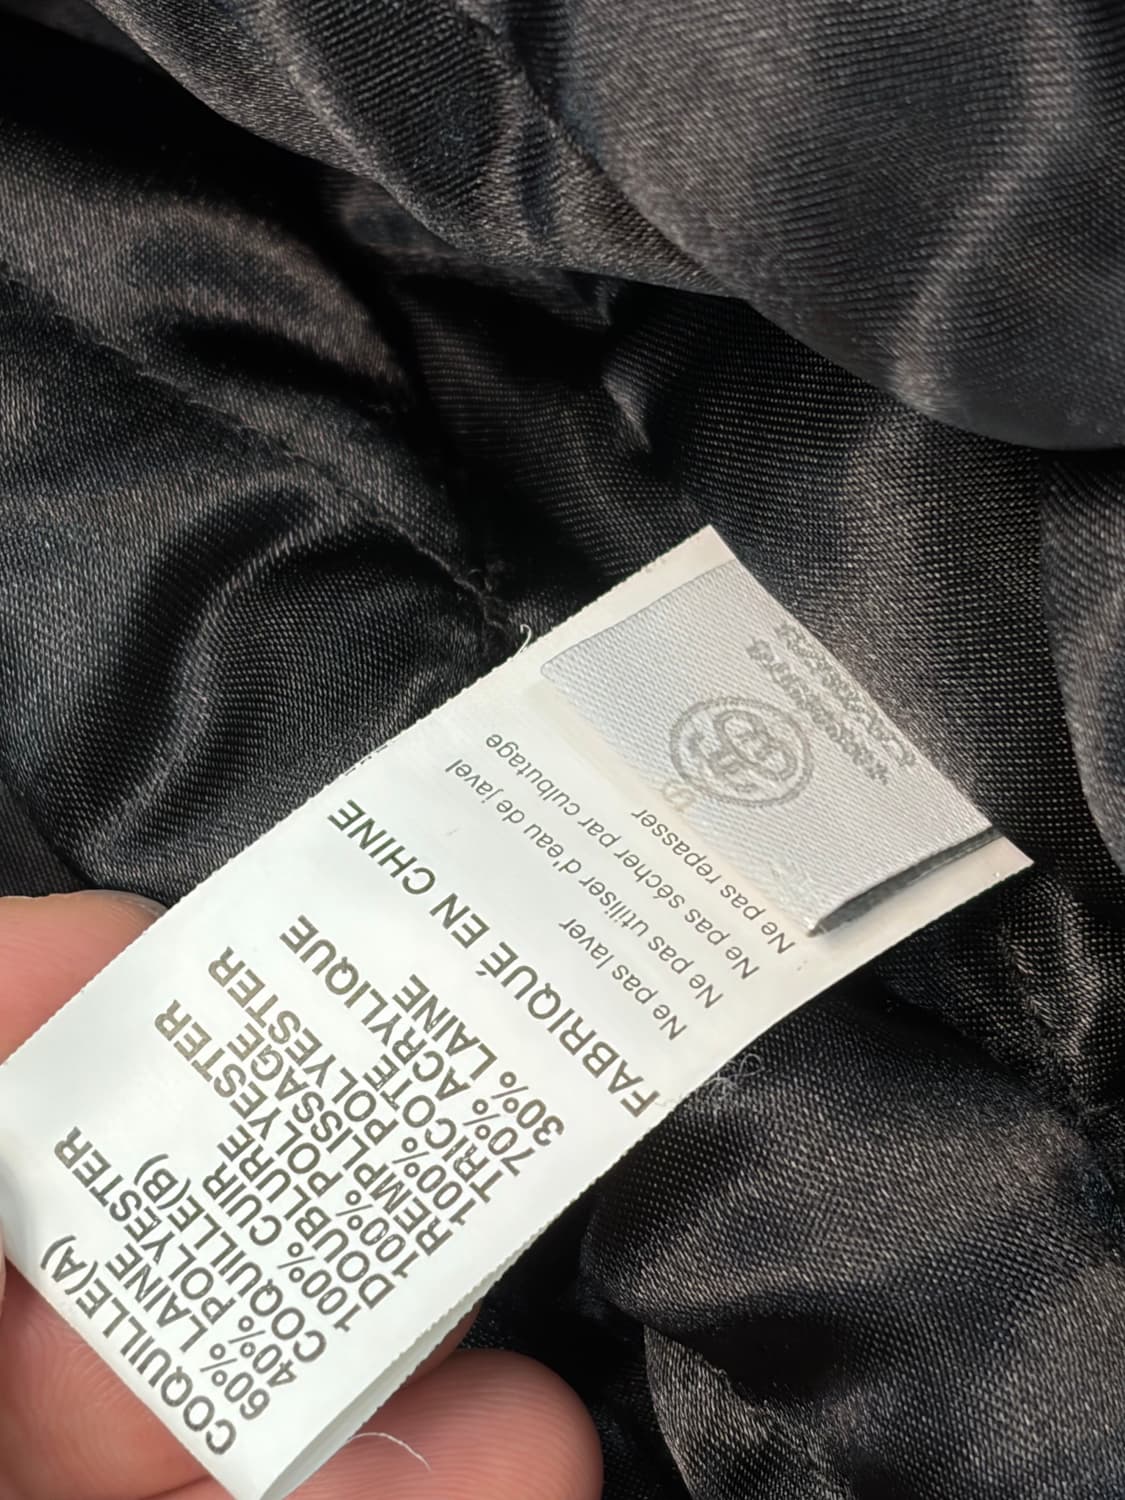 COQUILLE(A)
60% LAINE
40% POLYESTER
COQUILLE(B)
100% CUIR
DOUBLURE
100% POLYESTER
REMPLISSAGE
100% POLYESTER
TRICOTÉ
70% ACRYLIQUE
30% LAINE
FABRIQUÉ EN CHINE
Ne pas laver
Ne pas utiliser d'eau de javel
Ne pas sécher par culbutage
Ne pas repasser